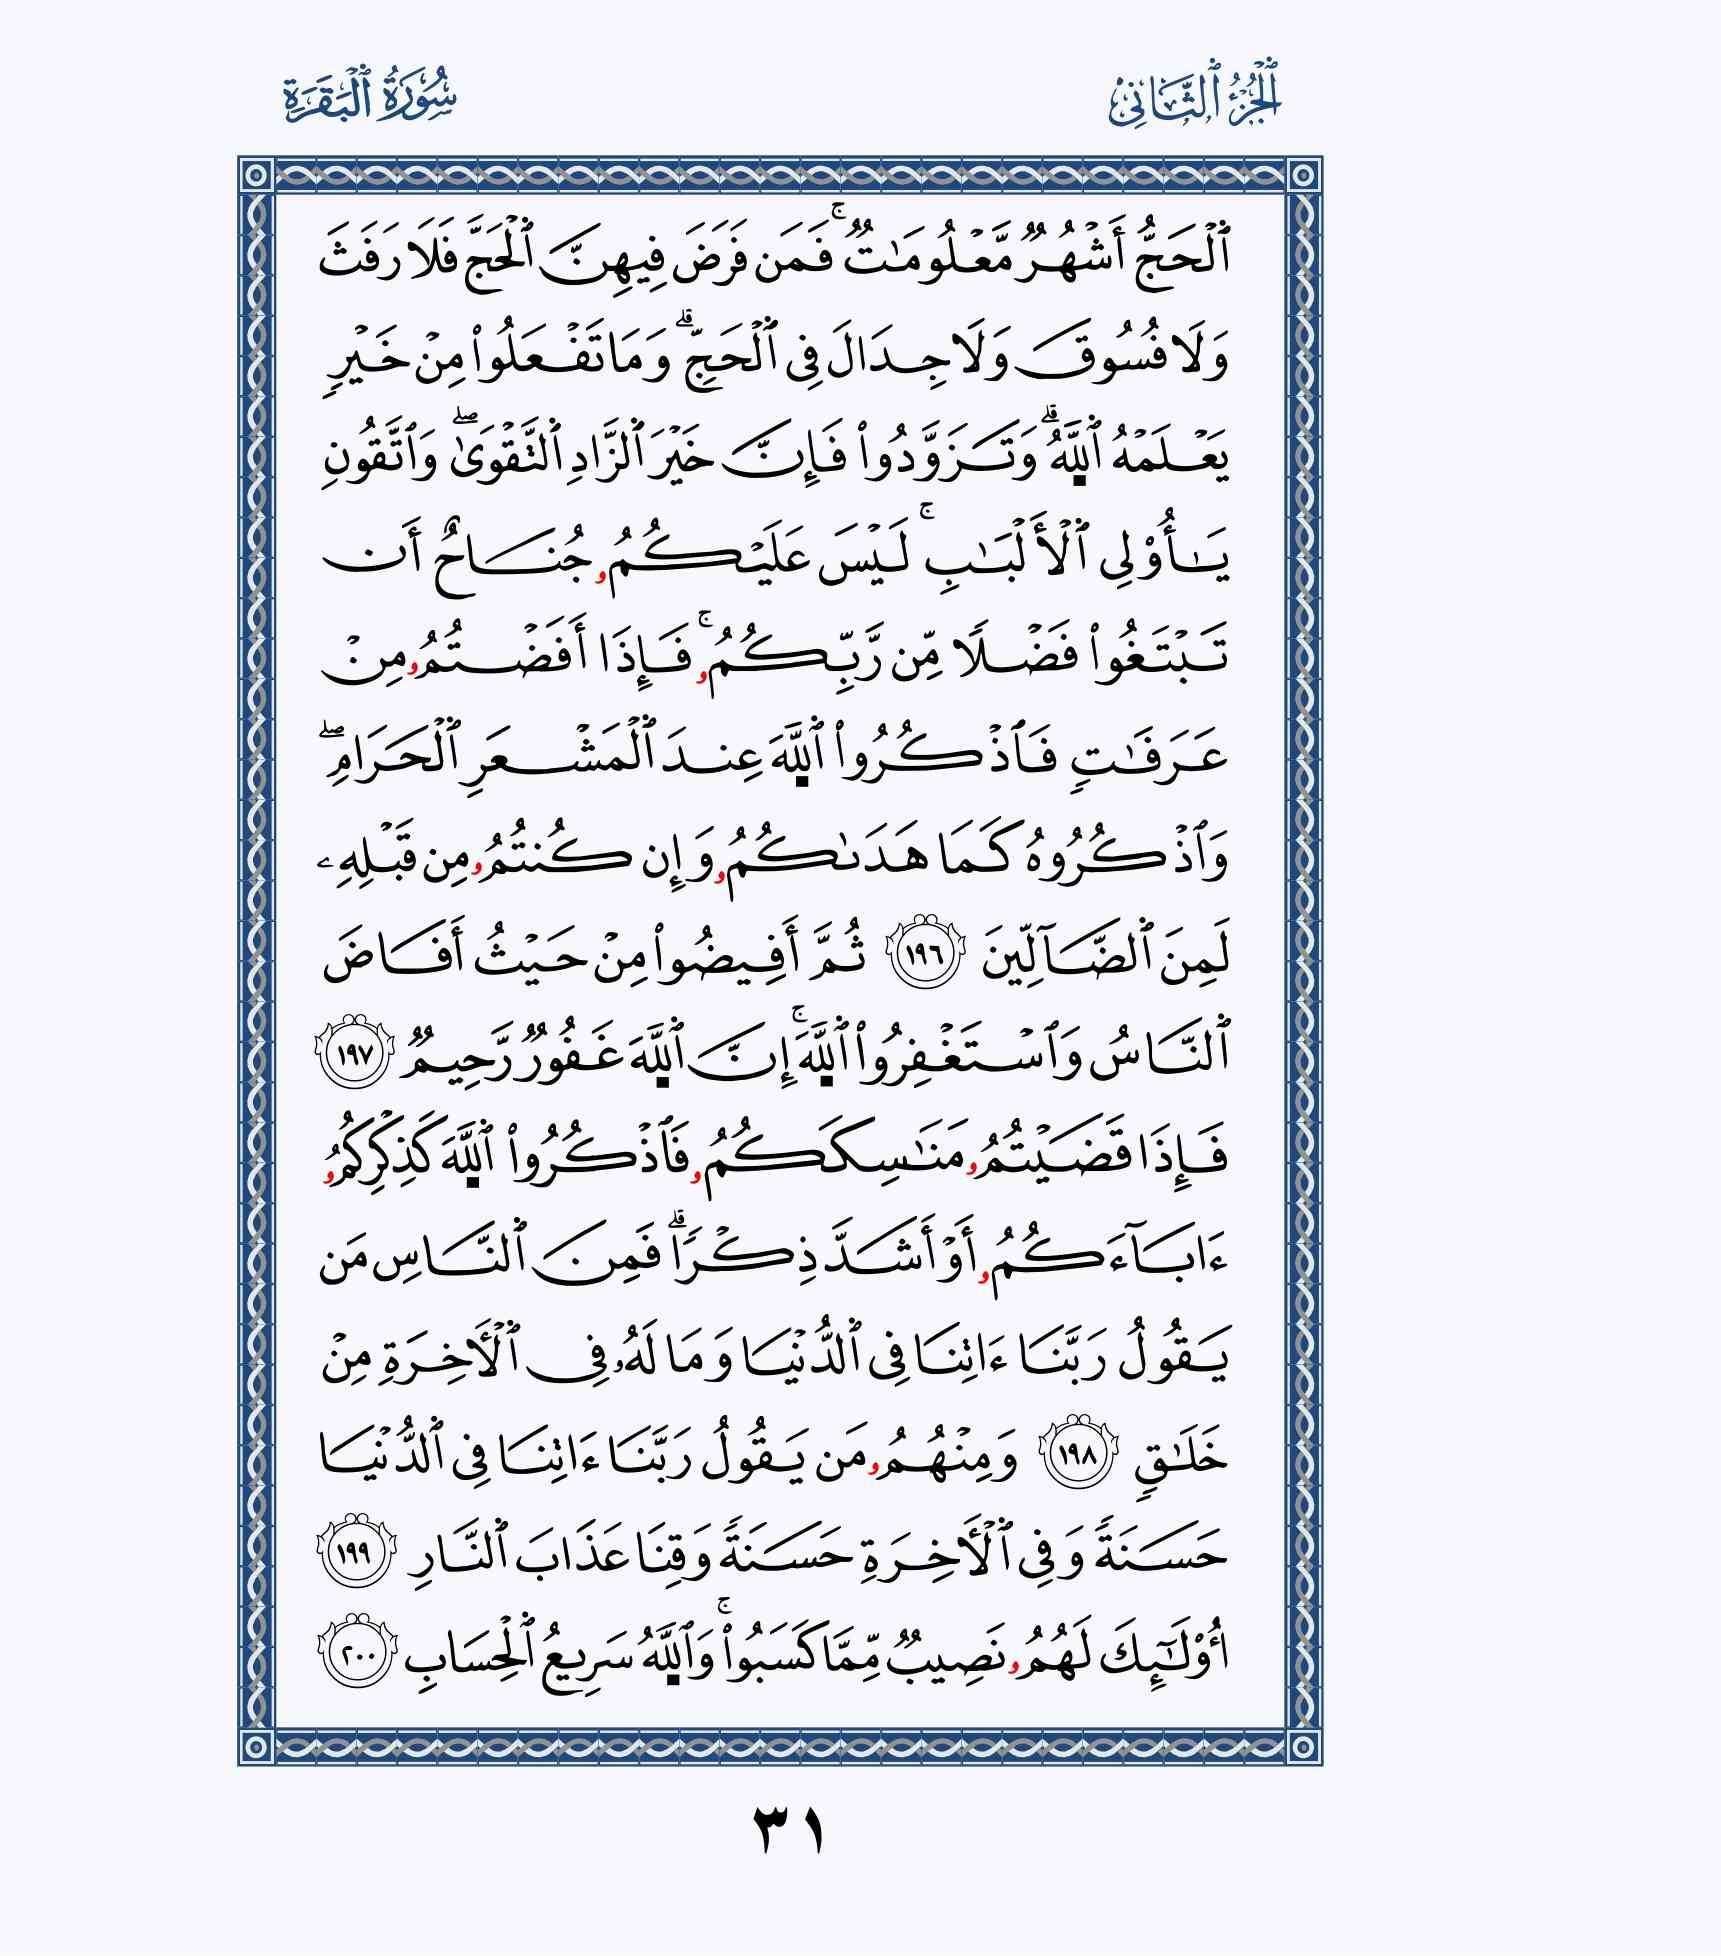 ٱلۡجُزۡءُ ٱلثَّانِی
سُورَةُ ٱلۡبَقَرَةِ
ٱلۡحَجُّ أَشۡهُرٞ مَّعۡلُومَٰتٞۚ فَمَن فَرَضَ فِيهِنَّ ٱلۡحَجَّ فَلَا رَفَثَ
وَلَا فُسُوقَ وَلَا جِدَالَ فِي ٱلۡحَجِّۗ وَمَا تَفۡعَلُواْ مِنۡ خَيۡرٖ
يَعۡلَمۡهُ ٱللَّهُۗ وَتَزَوَّدُواْ فَإِنَّ خَيۡرَ ٱلزَّادِ ٱلتَّقۡوَىٰۖ وَٱتَّقُونِ
يَٰٓأُوْلِي ٱلۡأَلۡبَٰبِۚ لَيۡسَ عَلَيۡكُمُۥ جُنَاحٌ أَن
تَبۡتَغُواْ فَضۡلٗا مِّن رَّبِّكُمُۥۚ فَإِذَا أَفَضۡتُمُۥ مِنۡ
عَرَفَٰتٖ فَٱذۡكُرُواْ ٱللَّهَ عِندَ ٱلۡمَشۡعَرِ ٱلۡحَرَامِۖ
وَٱذۡكُرُوهُ كَمَا هَدَىٰكُمُۥ وَإِن كُنتُمُۥ مِن قَبۡلِهِۦ
لَمِنَ ٱلضَّآلِّينَ ١٩٦ ثُمَّ أَفِيضُواْ مِنۡ حَيۡثُ أَفَاضَ
ٱلنَّاسُ وَٱسۡتَغۡفِرُواْ ٱللَّهَۚ إِنَّ ٱللَّهَ غَفُورٞ رَّحِيمٞ ١٩٧
فَإِذَا قَضَيۡتُمُۥ مَنَٰسِكَكُمُۥ فَٱذۡكُرُواْ ٱللَّهَ كَذِكۡرِكُمُۥ
ءَابَآءَكُمُۥ أَوۡ أَشَدَّ ذِكۡرٗاۗ فَمِنَ ٱلنَّاسِ مَن
يَقُولُ رَبَّنَا ءَاتِنَا فِي ٱلدُّنۡيَا وَمَا لَهُۥ فِي ٱلۡأٓخِرَةِ مِنۡ
خَلَٰقٖ ١٩٨ وَمِنۡهُمُۥ مَن يَقُولُ رَبَّنَا ءَاتِنَا فِي ٱلدُّنۡيَا
حَسَنَةٗ وَفِي ٱلۡأٓخِرَةِ حَسَنَةٗ وَقِنَا عَذَابَ ٱلنَّارِ ١٩٩
أُوْلَٰٓئِكَ لَهُمُۥ نَصِيبٞ مِّمَّا كَسَبُواْۚ وَٱللَّهُ سَرِيعُ ٱلۡحِسَابِ ٢٠٠
٣١